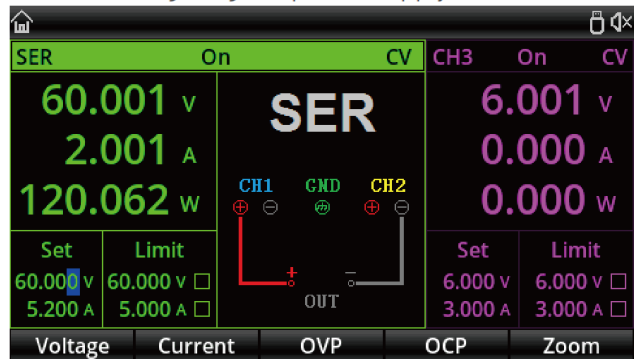 SER On CV CH3 On CV
60.001 V
2.001 A
120.062 W
SER
CH1 GND CH2
+ − + −
+ −
OUT
6.001 V
0.000 A
0.000 W
Set Limit
60.000 V 60.000 V
5.200 A 5.000 A
Set Limit
6.000 V 6.000 V
3.000 A 3.000 A
Voltage Current OVP OCP Zoom